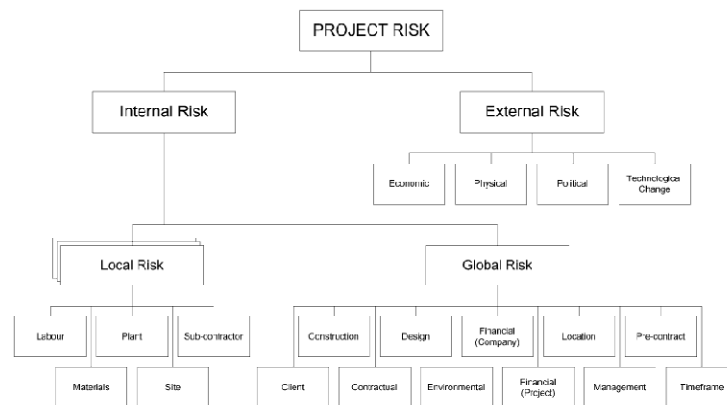 PROJECT RISK
Internal Risk
External Risk
Economic
Physical
Political
Technological
Change
Local Risk
Global Risk
Labour
Plant
Sub-contractor
Construction
Design
Financial
(Company)
Location
Pre-contract
Materials
Site
Client
Contractual
Environmental
Financial
(Project)
Management
Timeframe